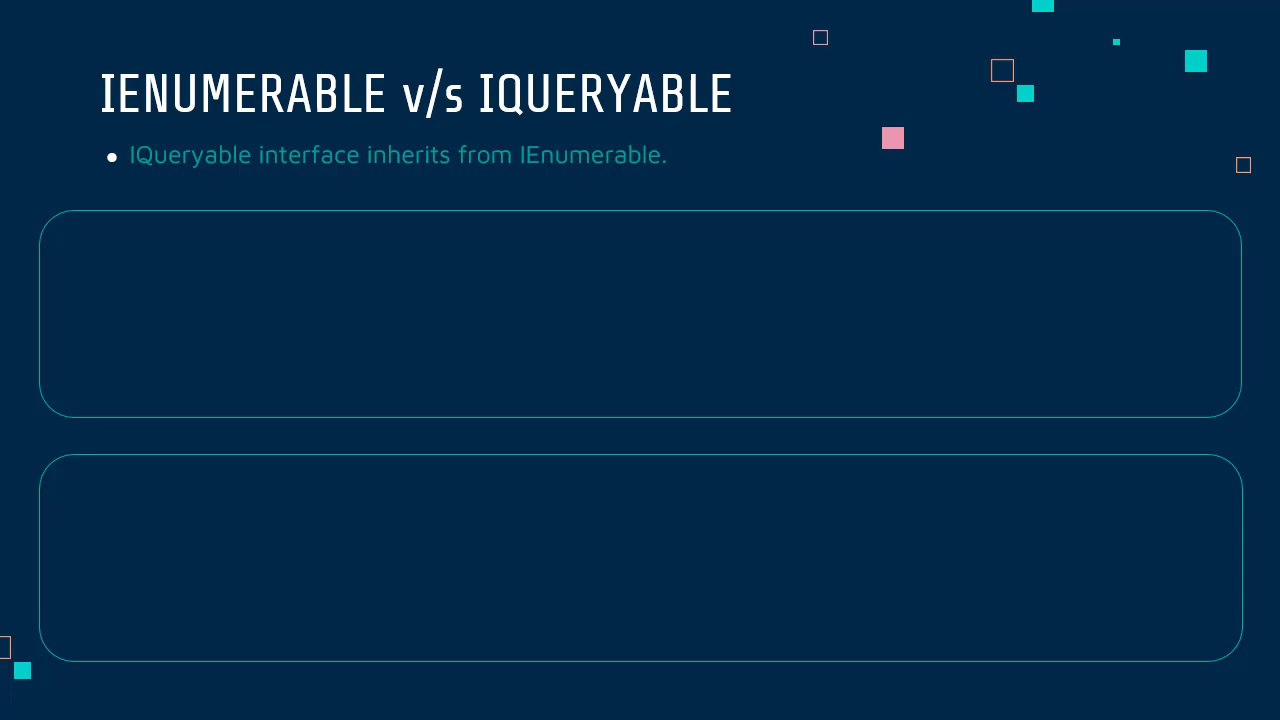 IENUMERABLE v/s IQUERYABLE
● IQueryable interface inherits from IEnumerable.